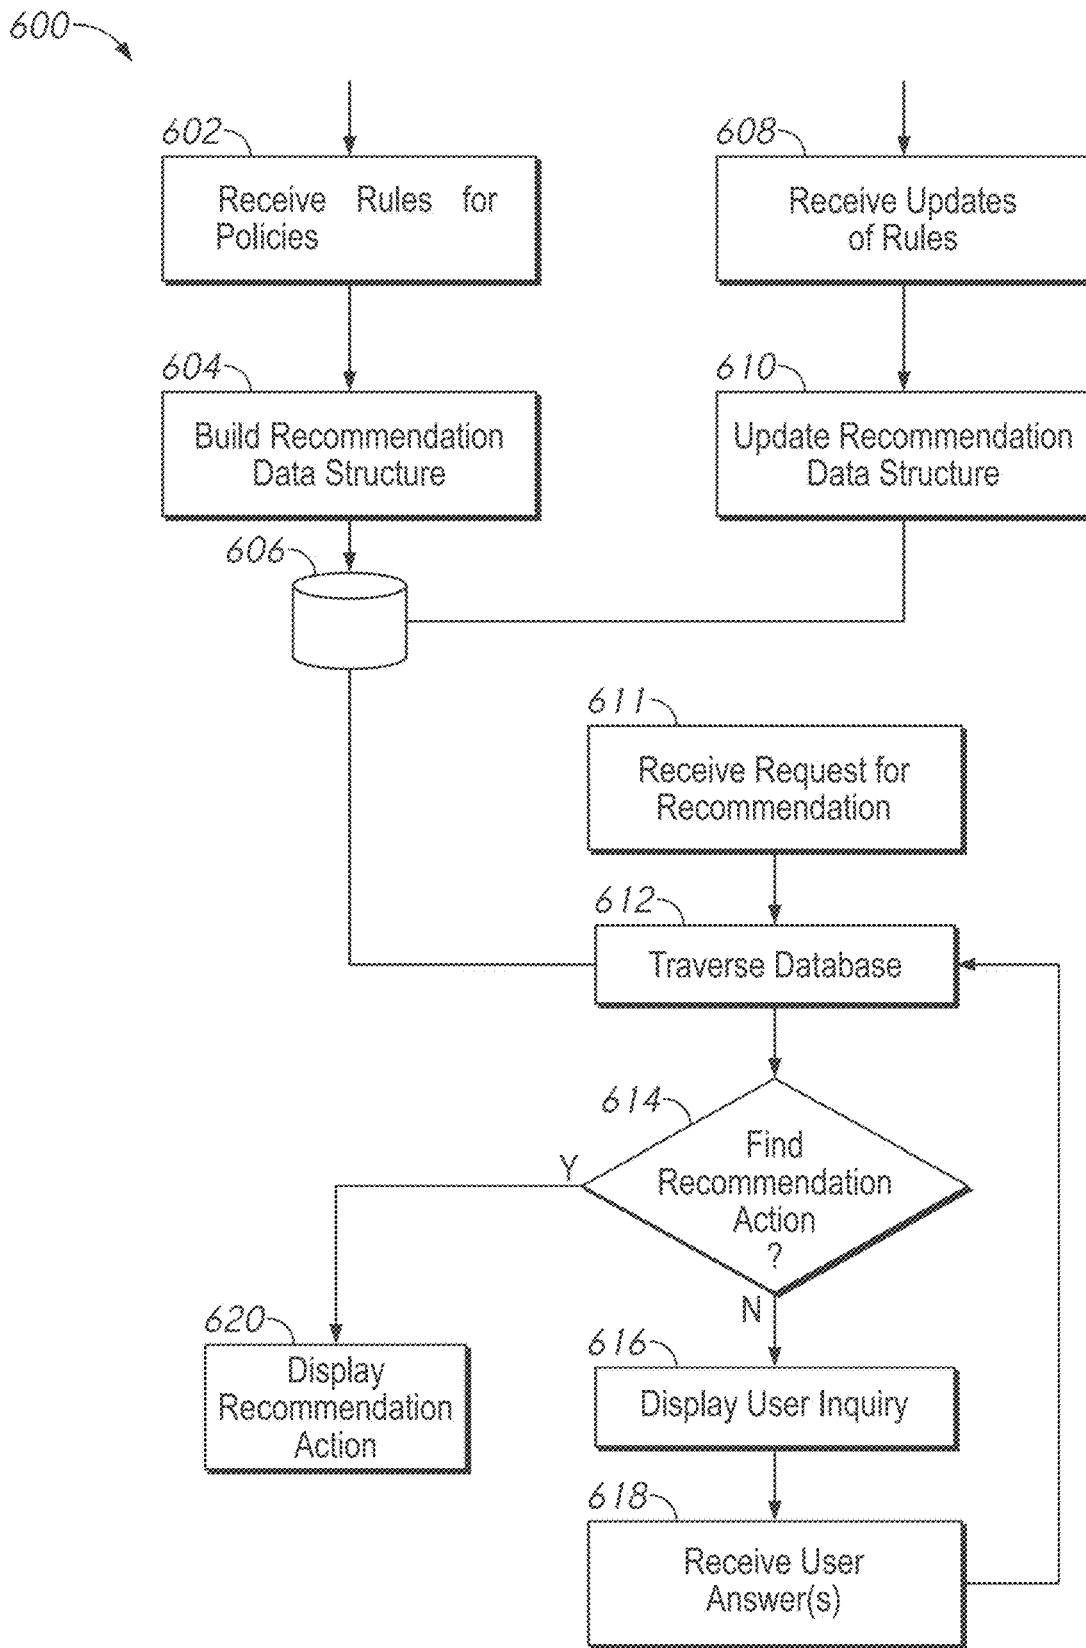 600
602
Receive Rules for
Policies
608
Receive Updates
of Rules
604
Build Recommendation
Data Structure
610
Update Recommendation
Data Structure
606
611
Receive Request for
Recommendation
612
Traverse Database
614
Find
Recommendation
Action
?
Y
N
620
Display
Recommendation
Action
616
Display User Inquiry
618
Receive User
Answer(s)